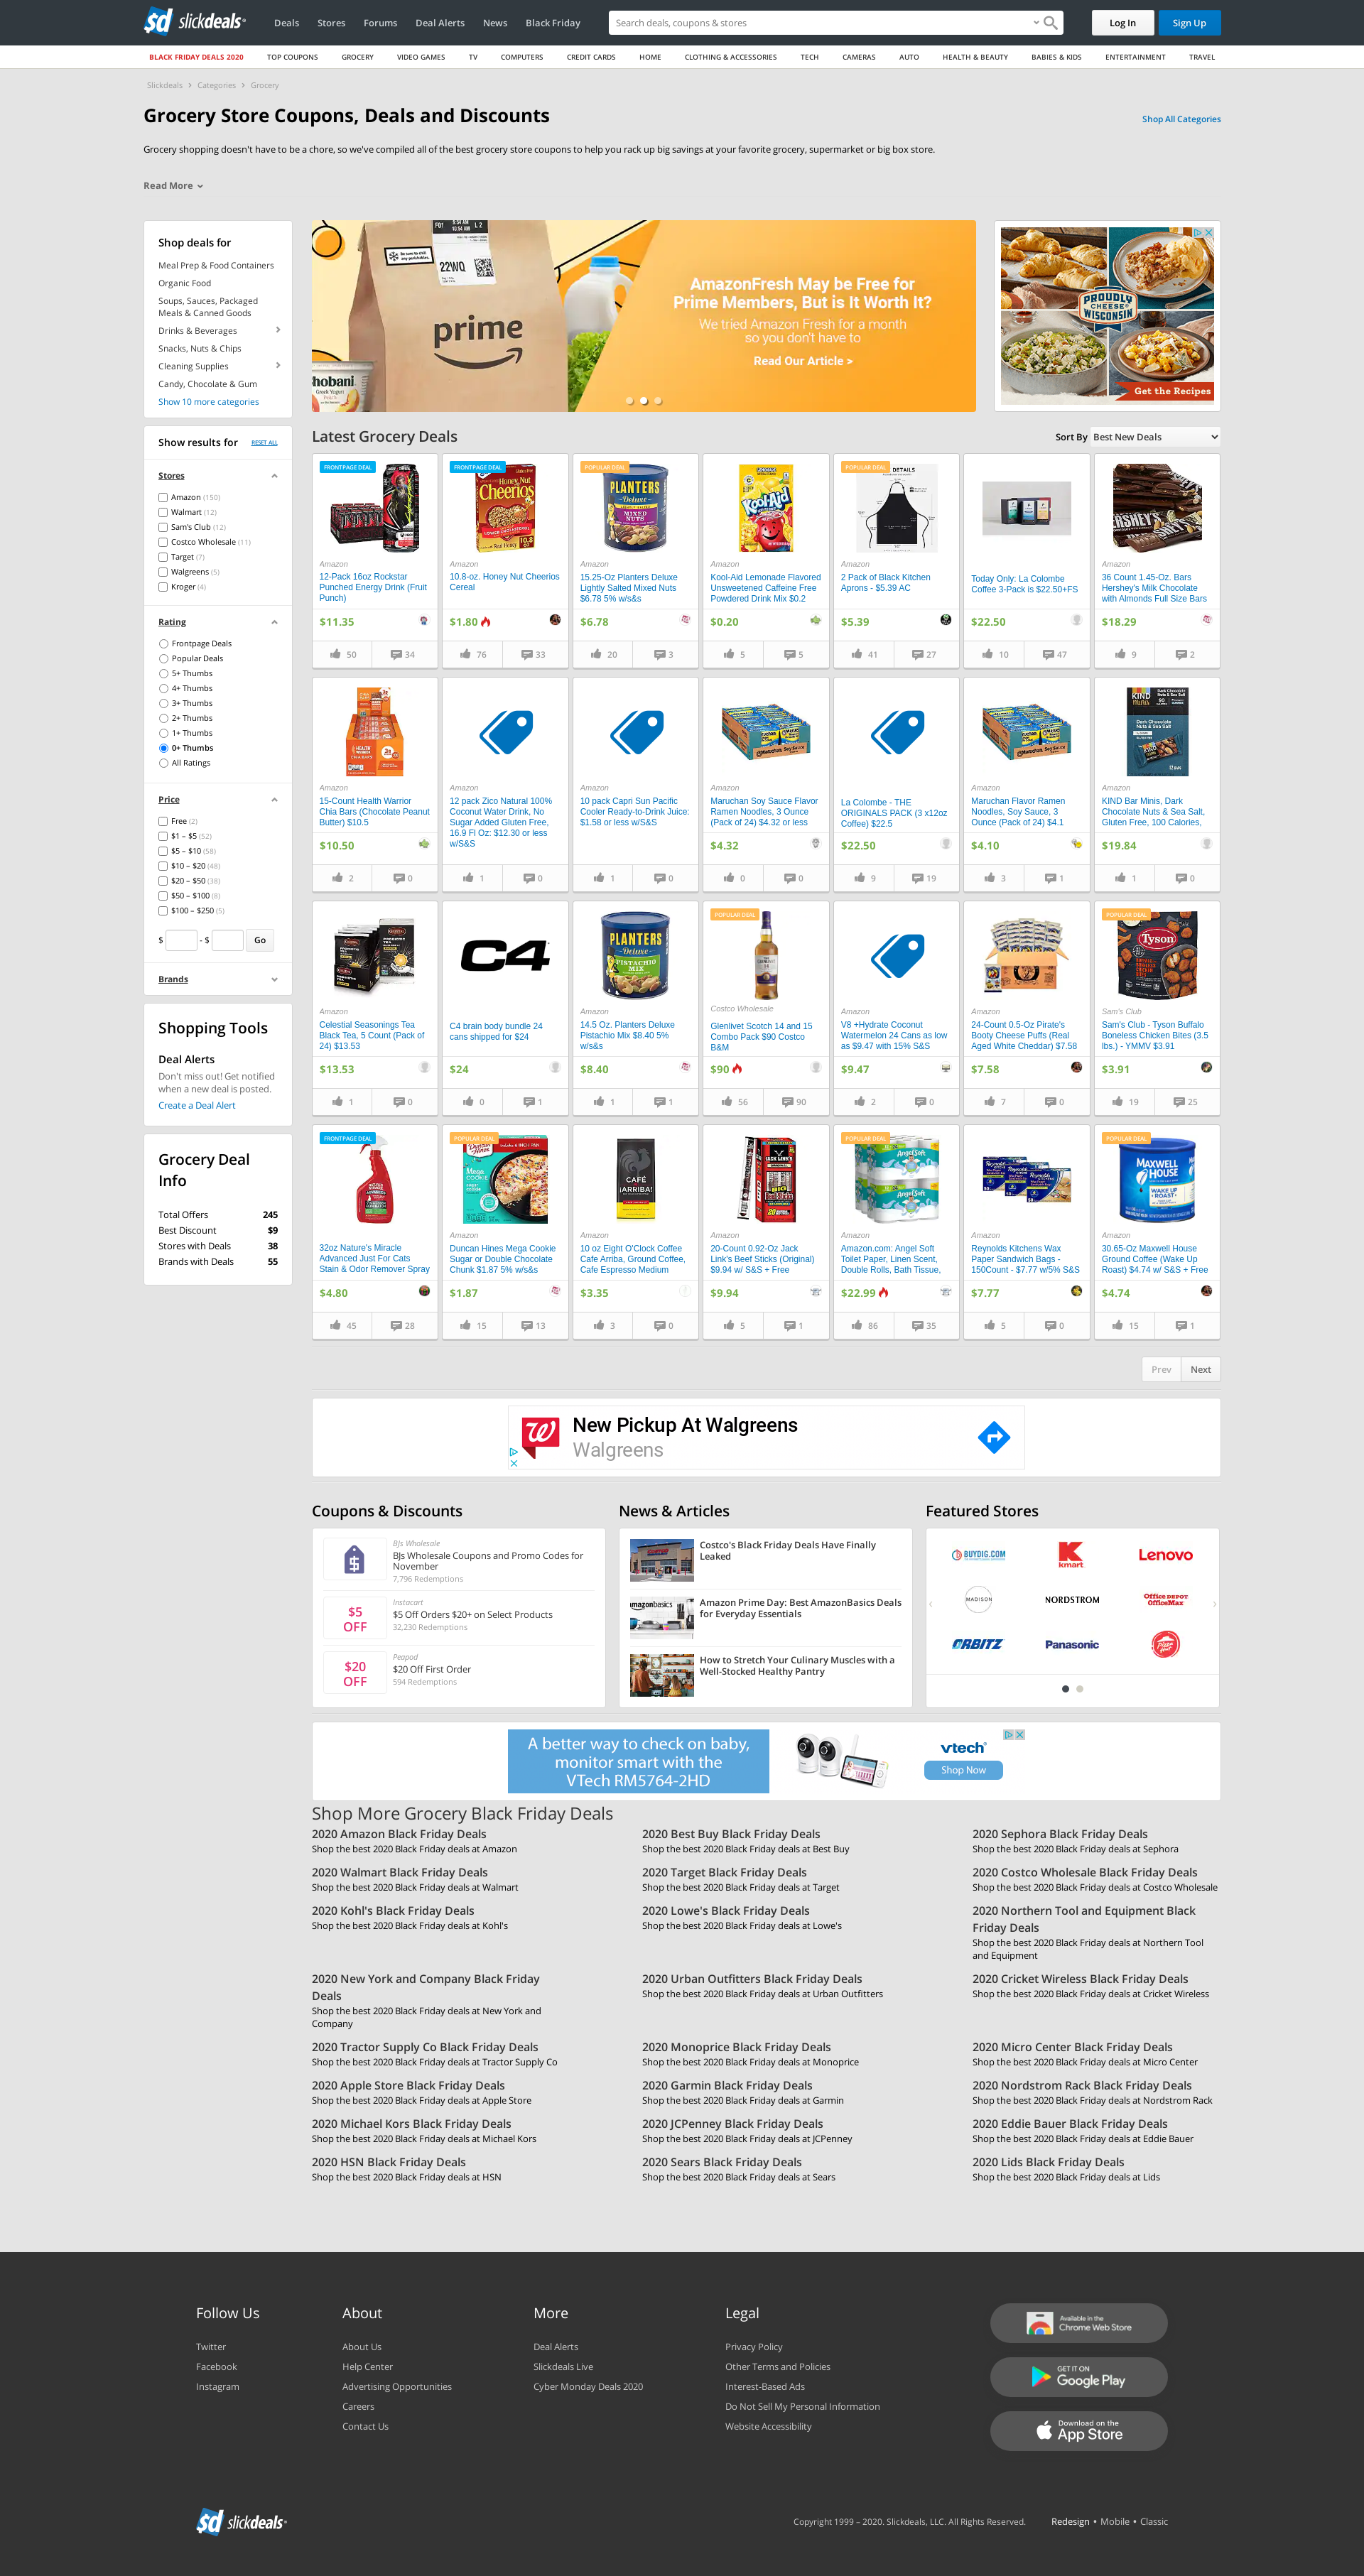 slickdeals
Deals
Stores
Forums
Deal Alerts
News
Black Friday
Search deals, coupons & stores
Log In
Sign Up
BLACK FRIDAY DEALS 2020
TOP COUPONS
GROCERY
VIDEO GAMES
TV
COMPUTERS
CREDIT CARDS
HOME
CLOTHING & ACCESSORIES
TECH
CAMERAS
AUTO
HEALTH & BEAUTY
BABIES & KIDS
ENTERTAINMENT
TRAVEL
Slickdeals › Categories › Grocery
Grocery Store Coupons, Deals and Discounts
Shop All Categories
Grocery shopping doesn't have to be a chore, so we've compiled all of the best grocery store coupons to help you rack up big savings at your favorite grocery, supermarket or big box store.
Read More
Shop deals for
Meal Prep & Food Containers
Organic Food
Soups, Sauces, Packaged
Meals & Canned Goods
Drinks & Beverages
Snacks, Nuts & Chips
Cleaning Supplies
Candy, Chocolate & Gum
Show 10 more categories
22WQ
prime
AmazonFresh May be Free for
Prime Members, But is it Worth It?
We tried Amazon Fresh for a month
so you don't have to
Read Our Article >
PROUDLY
WISCONSIN
CHEESE
Get the Recipes
Show results for
RESET ALL
Stores
Amazon (150)
Walmart (12)
Sam's Club (12)
Costco Wholesale (11)
Target (7)
Walgreens (5)
Kroger (4)
Rating
Frontpage Deals
Popular Deals
5+ Thumbs
4+ Thumbs
3+ Thumbs
2+ Thumbs
1+ Thumbs
0+ Thumbs
All Ratings
Price
Free (2)
$1 – $5 (52)
$5 – $10 (58)
$10 – $20 (48)
$20 – $50 (38)
$50 – $100 (8)
$100 – $250 (5)
$ - $ Go
Brands
Shopping Tools
Deal Alerts
Don't miss out! Get notified
when a new deal is posted.
Create a Deal Alert
Grocery Deal
Info
Total Offers 245
Best Discount $9
Stores with Deals 38
Brands with Deals 55
Latest Grocery Deals
Sort By Best New Deals
FRONTPAGE DEAL
Amazon
12-Pack 16oz Rockstar
Punched Energy Drink (Fruit
Punch)
$11.35
50 34
FRONTPAGE DEAL
Amazon
10.8-oz. Honey Nut Cheerios
Cereal
$1.80
76 33
POPULAR DEAL
Amazon
15.25-Oz Planters Deluxe
Lightly Salted Mixed Nuts
$6.78 5% w/s&s
$6.78
20 3
Amazon
Kool-Aid Lemonade Flavored
Unsweetened Caffeine Free
Powdered Drink Mix $0.2
$0.20
5 5
POPULAR DEAL
DETAILS
Amazon
2 Pack of Black Kitchen
Aprons - $5.39 AC
$5.39
41 27
Today Only: La Colombe
Coffee 3-Pack is $22.50+FS
$22.50
10 47
Amazon
36 Count 1.45-Oz. Bars
Hershey's Milk Chocolate
with Almonds Full Size Bars
$18.29
9 2
Amazon
15-Count Health Warrior
Chia Bars (Chocolate Peanut
Butter) $10.5
$10.50
2 0
Amazon
12 pack Zico Natural 100%
Coconut Water Drink, No
Sugar Added Gluten Free,
16.9 Fl Oz: $12.30 or less
w/S&S
1 0
Amazon
10 pack Capri Sun Pacific
Cooler Ready-to-Drink Juice:
$1.58 or less w/S&S
1 0
Amazon
Maruchan Soy Sauce Flavor
Ramen Noodles, 3 Ounce
(Pack of 24) $4.32 or less
$4.32
0 0
La Colombe - THE
ORIGINALS PACK (3 x12oz
Coffee) $22.5
$22.50
9 19
Amazon
Maruchan Flavor Ramen
Noodles, Soy Sauce, 3
Ounce (Pack of 24) $4.1
$4.10
3 1
Amazon
KIND Bar Minis, Dark
Chocolate Nuts & Sea Salt,
Gluten Free, 100 Calories,
$19.84
1 0
Amazon
Celestial Seasonings Tea
Black Tea, 5 Count (Pack of
24) $13.53
$13.53
1 0
C4
C4 brain body bundle 24
cans shipped for $24
$24
0 1
PLANTERS
Deluxe
PISTACHIO MIX
Amazon
14.5 Oz. Planters Deluxe
Pistachio Mix $8.40 5%
w/s&s
$8.40
1 1
POPULAR DEAL
Costco Wholesale
Glenlivet Scotch 14 and 15
Combo Pack $90 Costco
B&M
$90
56 90
Amazon
V8 +Hydrate Coconut
Watermelon 24 Cans as low
as $9.47 with 15% S&S
$9.47
2 0
Amazon
24-Count 0.5-Oz Pirate's
Booty Cheese Puffs (Real
Aged White Cheddar) $7.58
$7.58
7 0
POPULAR DEAL
Tyson
Sam's Club
Sam's Club - Tyson Buffalo
Boneless Chicken Bites (3.5
lbs.) - YMMV $3.91
$3.91
19 25
FRONTPAGE DEAL
32oz Nature's Miracle
Advanced Just For Cats
Stain & Odor Remover Spray
$4.80
45 28
POPULAR DEAL
Amazon
Duncan Hines Mega Cookie
Sugar or Double Chocolate
Chunk $1.87 5% w/s&s
$1.87
15 13
CAFÉ
¡ARRIBA!
Amazon
10 oz Eight O'Clock Coffee
Cafe Arriba, Ground Coffee,
Cafe Espresso Medium
$3.35
3 0
Amazon
20-Count 0.92-Oz Jack
Link's Beef Sticks (Original)
$9.94 w/ S&S + Free
$9.94
5 1
POPULAR DEAL
Angel Soft
Amazon
Amazon.com: Angel Soft
Toilet Paper, Linen Scent,
Double Rolls, Bath Tissue,
$22.99
86 35
Amazon
Reynolds Kitchens Wax
Paper Sandwich Bags -
150Count - $7.77 w/5% S&S
$7.77
5 0
POPULAR DEAL
MAXWELL
HOUSE
WAKE UP
ROAST
Amazon
30.65-Oz Maxwell House
Ground Coffee (Wake Up
Roast) $4.74 w/ S&S + Free
$4.74
15 1
Prev Next
New Pickup At Walgreens
Walgreens
Coupons & Discounts
BJs Wholesale
BJs Wholesale Coupons and Promo Codes for
November
7,796 Redemptions
$5
OFF
Instacart
$5 Off Orders $20+ on Select Products
32,230 Redemptions
$20
OFF
Peapod
$20 Off First Order
594 Redemptions
News & Articles
Costco's Black Friday Deals Have Finally
Leaked
amazonbasics
Amazon Prime Day: Best AmazonBasics Deals
for Everyday Essentials
How to Stretch Your Culinary Muscles with a
Well-Stocked Healthy Pantry
Featured Stores
BUYDIG.COM
kmart
Lenovo
MADISON
NORDSTROM
Office DEPOT
OfficeMax
ORBITZ
Panasonic
Pizza Hut
A better way to check on baby,
monitor smart with the
VTech RM5764-2HD
vtech
Shop Now
Shop More Grocery Black Friday Deals
2020 Amazon Black Friday Deals
Shop the best 2020 Black Friday deals at Amazon
2020 Best Buy Black Friday Deals
Shop the best 2020 Black Friday deals at Best Buy
2020 Sephora Black Friday Deals
Shop the best 2020 Black Friday deals at Sephora
2020 Walmart Black Friday Deals
Shop the best 2020 Black Friday deals at Walmart
2020 Target Black Friday Deals
Shop the best 2020 Black Friday deals at Target
2020 Costco Wholesale Black Friday Deals
Shop the best 2020 Black Friday deals at Costco Wholesale
2020 Kohl's Black Friday Deals
Shop the best 2020 Black Friday deals at Kohl's
2020 Lowe's Black Friday Deals
Shop the best 2020 Black Friday deals at Lowe's
2020 Northern Tool and Equipment Black
Friday Deals
Shop the best 2020 Black Friday deals at Northern Tool
and Equipment
2020 New York and Company Black Friday
Deals
Shop the best 2020 Black Friday deals at New York and
Company
2020 Urban Outfitters Black Friday Deals
Shop the best 2020 Black Friday deals at Urban Outfitters
2020 Cricket Wireless Black Friday Deals
Shop the best 2020 Black Friday deals at Cricket Wireless
2020 Tractor Supply Co Black Friday Deals
Shop the best 2020 Black Friday deals at Tractor Supply Co
2020 Monoprice Black Friday Deals
Shop the best 2020 Black Friday deals at Monoprice
2020 Micro Center Black Friday Deals
Shop the best 2020 Black Friday deals at Micro Center
2020 Apple Store Black Friday Deals
Shop the best 2020 Black Friday deals at Apple Store
2020 Garmin Black Friday Deals
Shop the best 2020 Black Friday deals at Garmin
2020 Nordstrom Rack Black Friday Deals
Shop the best 2020 Black Friday deals at Nordstrom Rack
2020 Michael Kors Black Friday Deals
Shop the best 2020 Black Friday deals at Michael Kors
2020 JCPenney Black Friday Deals
Shop the best 2020 Black Friday deals at JCPenney
2020 Eddie Bauer Black Friday Deals
Shop the best 2020 Black Friday deals at Eddie Bauer
2020 HSN Black Friday Deals
Shop the best 2020 Black Friday deals at HSN
2020 Sears Black Friday Deals
Shop the best 2020 Black Friday deals at Sears
2020 Lids Black Friday Deals
Shop the best 2020 Black Friday deals at Lids
Follow Us
Twitter
Facebook
Instagram
About
About Us
Help Center
Advertising Opportunities
Careers
Contact Us
More
Deal Alerts
Slickdeals Live
Cyber Monday Deals 2020
Legal
Privacy Policy
Other Terms and Policies
Interest-Based Ads
Do Not Sell My Personal Information
Website Accessibility
Available in the
Chrome Web Store
GET IT ON
Google Play
Download on the
App Store
slickdeals
Copyright 1999 – 2020. Slickdeals, LLC. All Rights Reserved.
Redesign • Mobile • Classic